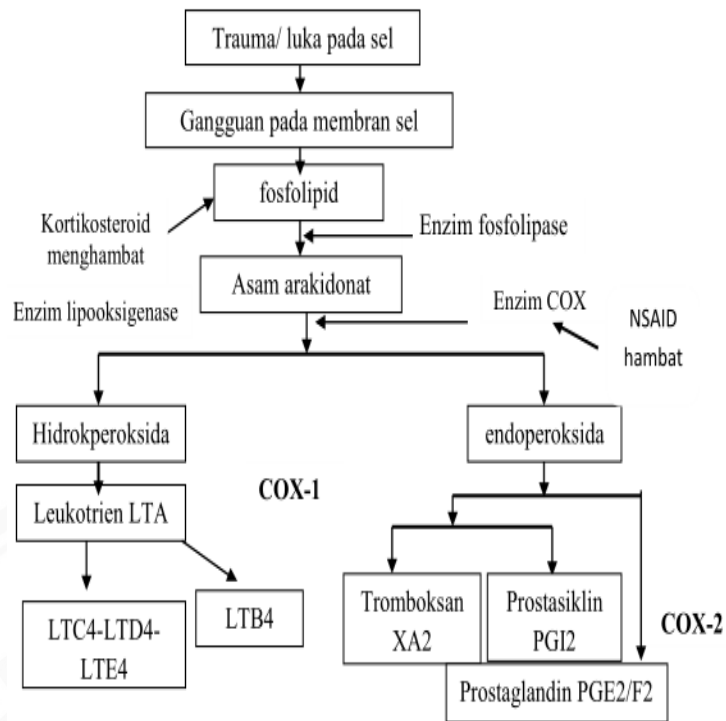 Trauma/ luka pada sel
Gangguan pada membran sel
fosfolipid
Kortikosteroid
menghambat
Enzim fosfolipase
Asam arakidonat
Enzim lipooksigenase
Enzim COX
NSAID
hambat
Hidrokperoksida
endoperoksida
COX-1
Leukotrien LTA
LTC4-LTD4-
LTE4
LTB4
Tromboksan
XA2
Prostasiklin
PGI2
COX-2
Prostaglandin PGE2/F2